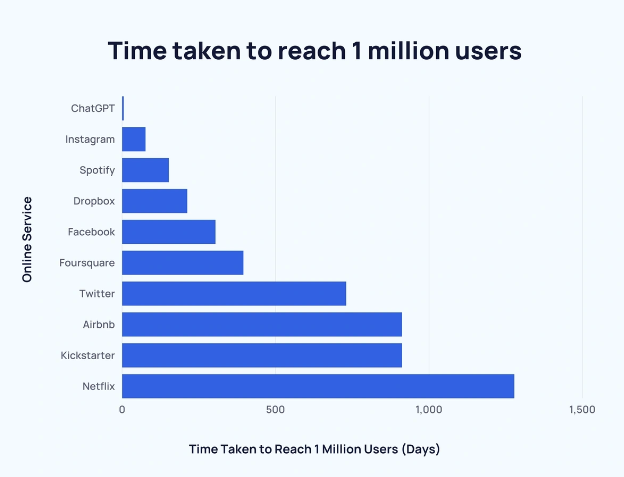 Time taken to reach 1 million users
Online Service
ChatGPT
Instagram
Spotify
Dropbox
Facebook
Foursquare
Twitter
Airbnb
Kickstarter
Netflix
0 500 1,000 1,500
Time Taken to Reach 1 Million Users (Days)